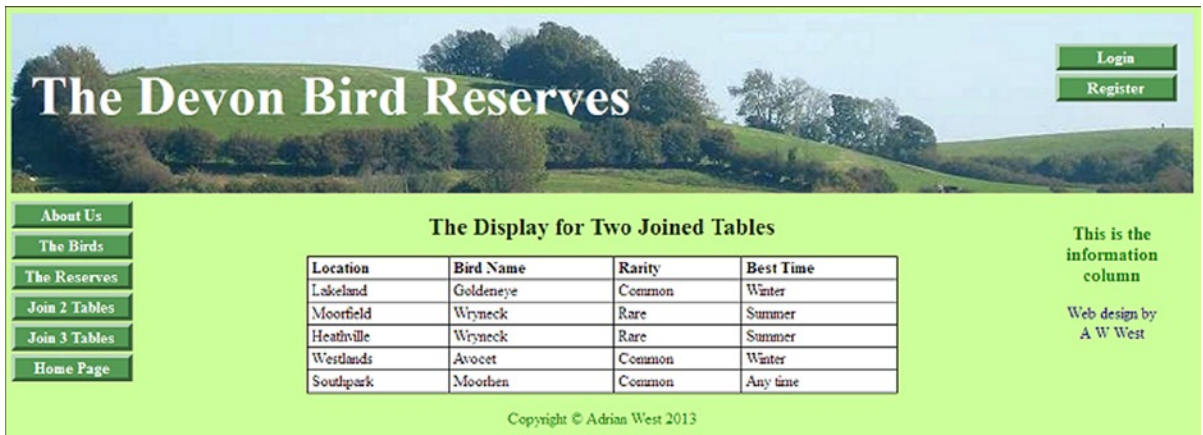 The Devon Bird Reserves
Login
Register
About Us
The Birds
The Reserves
Join 2 Tables
Join 3 Tables
Home Page
The Display for Two Joined Tables
Location Bird Name Rarity Best Time
Lakeland Goldeneye Common Winter
Moorfield Wryneck Rare Summer
Heathville Wryneck Rare Summer
Westlands Avocet Common Winter
Southpark Moorhen Common Any time
This is the
information
column
Web design by
A W West
Copyright © Adrian West 2013